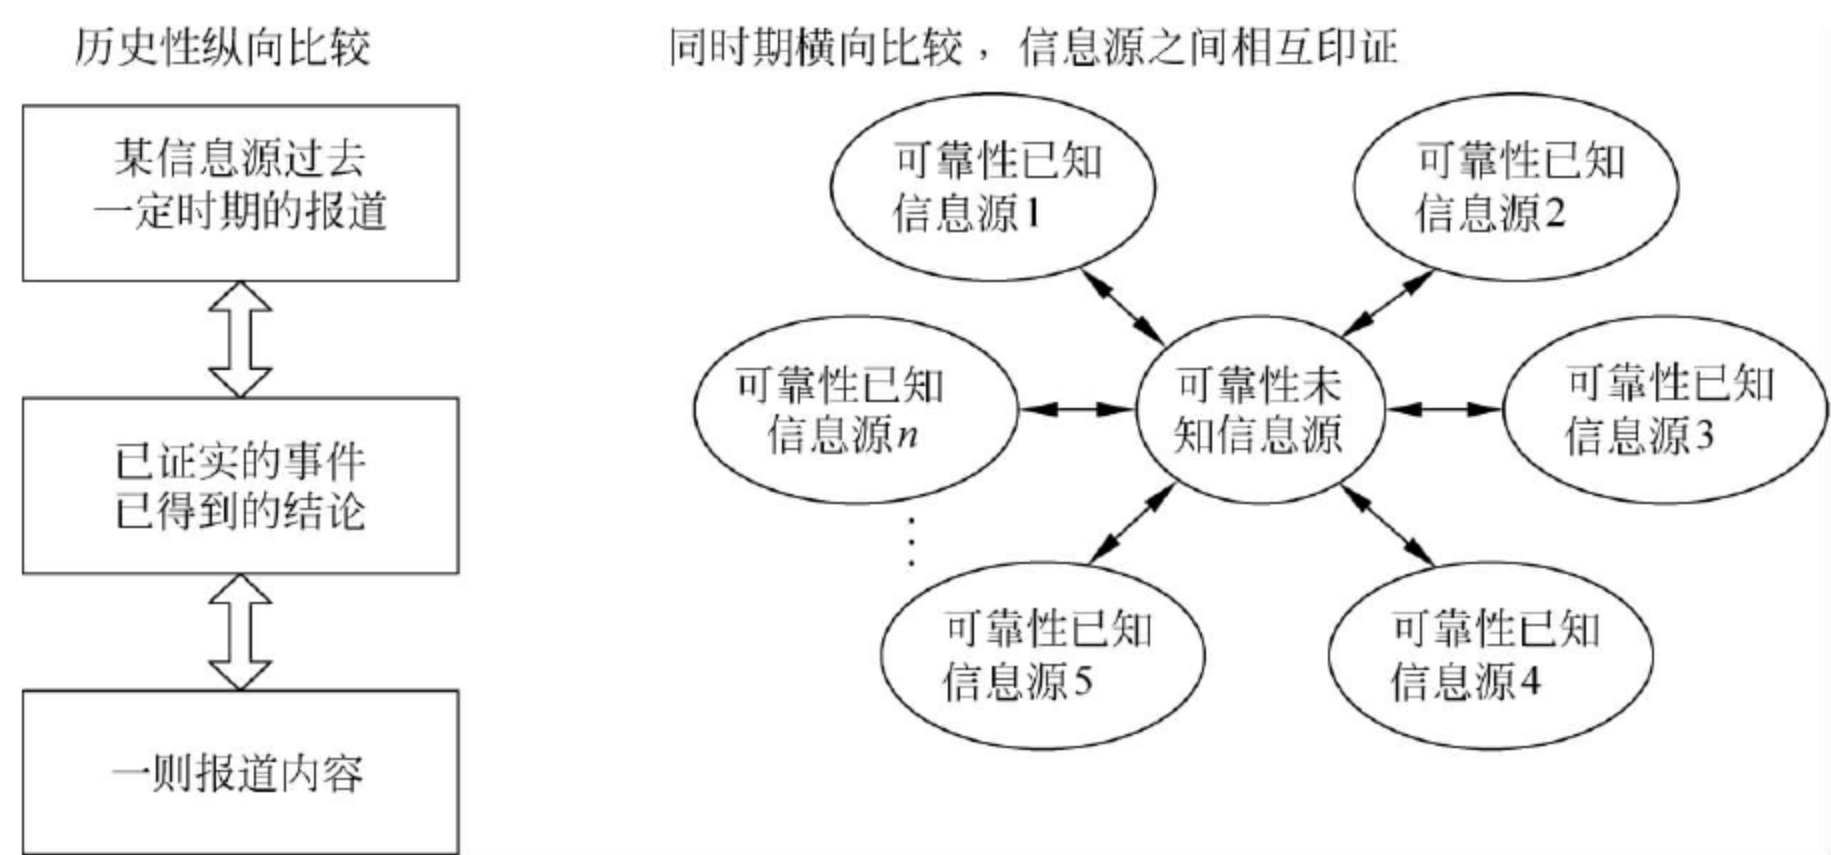 历史性纵向比较
某信息源过去
一定时期的报道
已证实的事件
已得到的结论
一则报道内容
同时期横向比较，信息源之间相互印证
可靠性已知
信息源1
可靠性已知
信息源2
可靠性已知
信息源n
可靠性未
知信息源
可靠性已知
信息源3
⋮
可靠性已知
信息源5
可靠性已知
信息源4